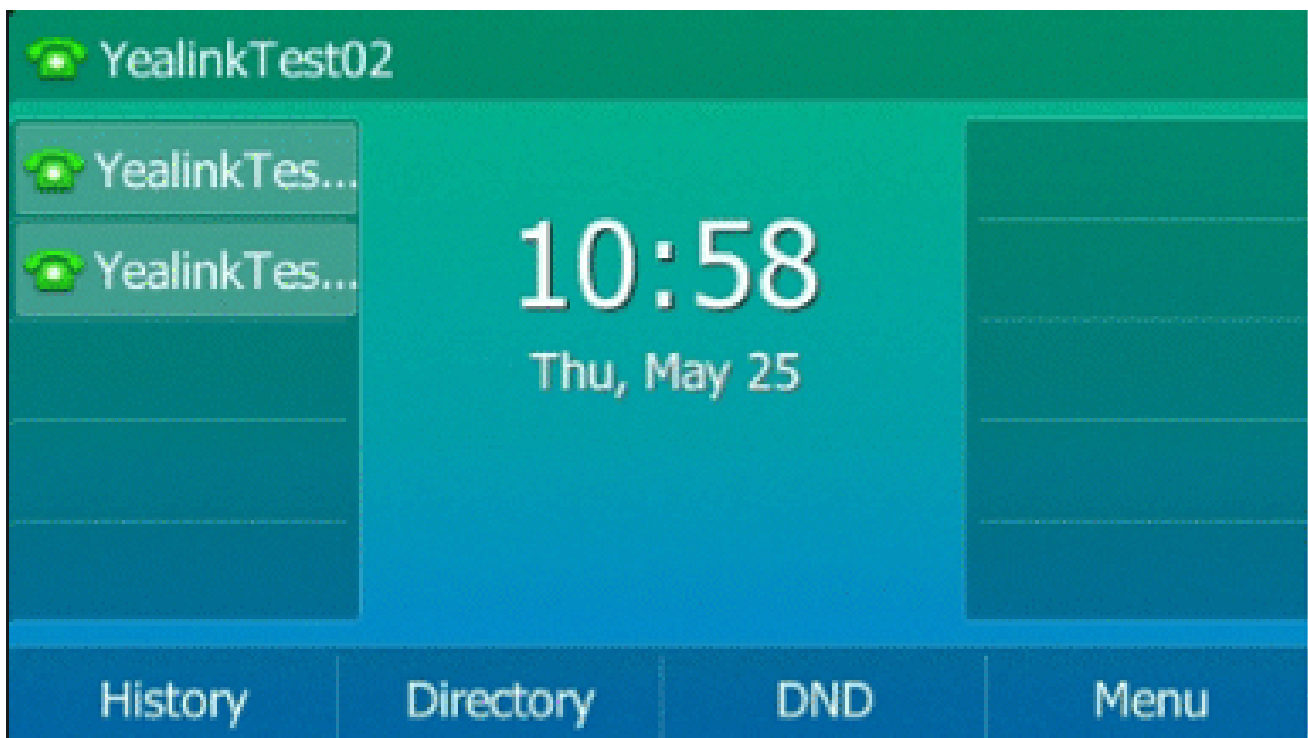 YealinkTest02
YealinkTes...
YealinkTes...
10:58
Thu, May 25
History
Directory
DND
Menu